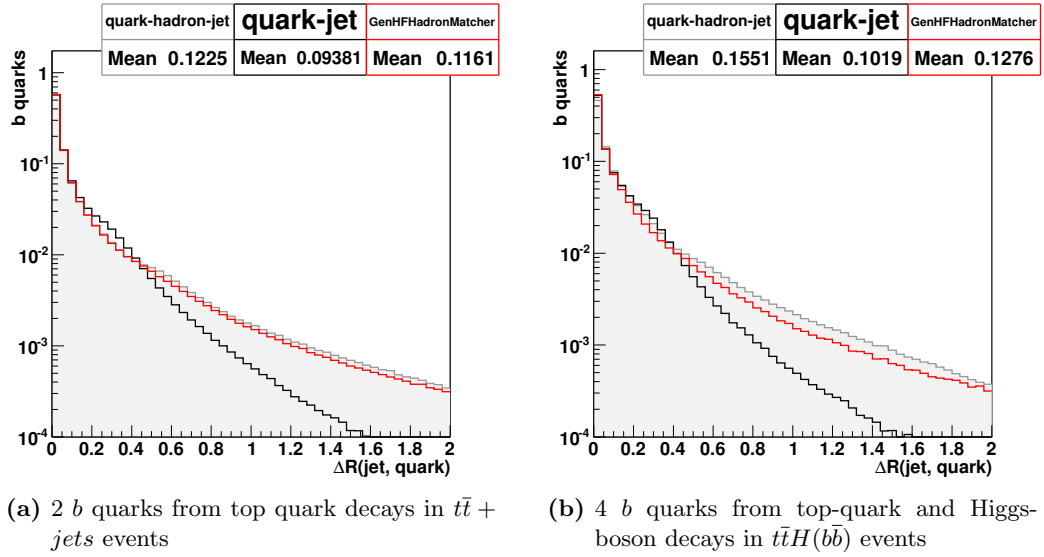 quark-hadron-jet quark-jet GenHFHadronMatcher
Mean 0.1225 Mean 0.09381 Mean 0.1161
b quarks
1
10⁻¹
10⁻²
10⁻³
10⁻⁴
0 0.2 0.4 0.6 0.8 1 1.2 1.4 1.6 1.8 2
ΔR(jet, quark)
(a) 2 b quarks from top quark decays in tt̄ +
jets events
quark-hadron-jet quark-jet GenHFHadronMatcher
Mean 0.1551 Mean 0.1019 Mean 0.1276
b quarks
1
10⁻¹
10⁻²
10⁻³
10⁻⁴
0 0.2 0.4 0.6 0.8 1 1.2 1.4 1.6 1.8 2
ΔR(jet, quark)
(b) 4 b quarks from top-quark and Higgs-
boson decays in tt̄H(bb̄) events